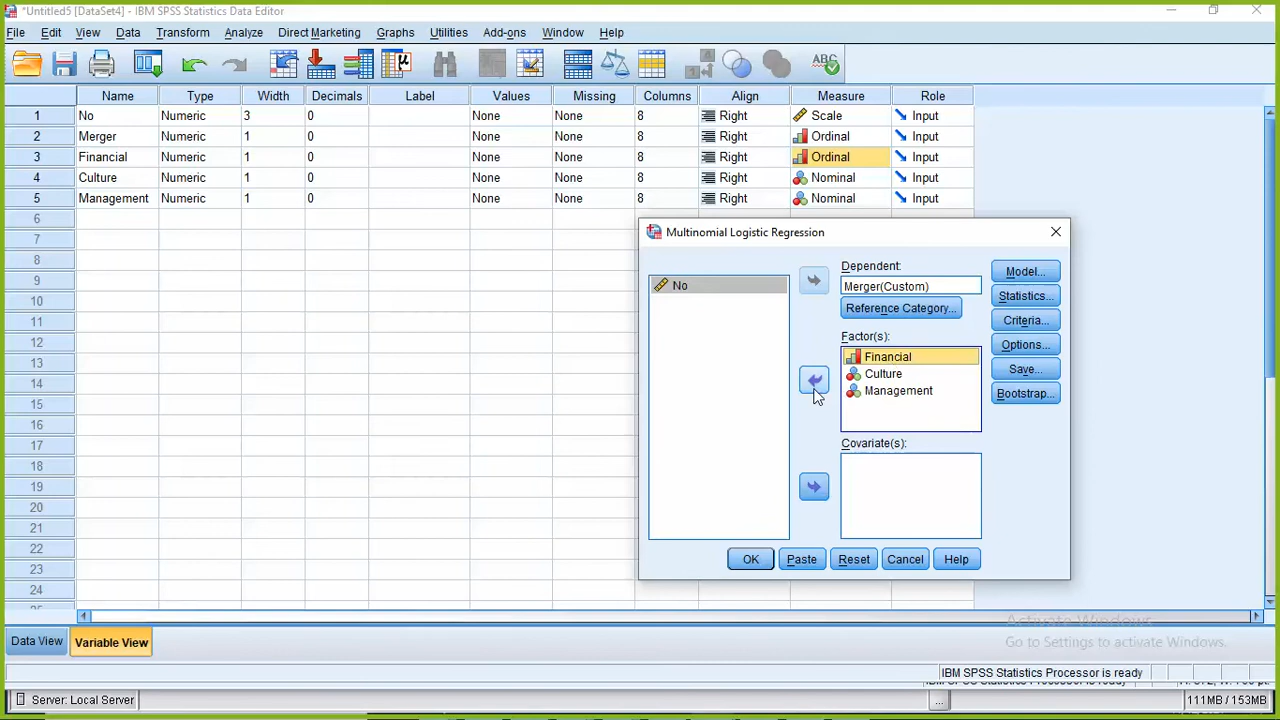 *Untitled5 [DataSet4] - IBM SPSS Statistics Data Editor
File Edit View Data Transform Analyze Direct Marketing Graphs Utilities Add-ons Window Help
Name Type Width Decimals Label Values Missing Columns Align Measure Role
1 No Numeric 3 0 None None 8 Right Scale Input
2 Merger Numeric 1 0 None None 8 Right Ordinal Input
3 Financial Numeric 1 0 None None 8 Right Ordinal Input
4 Culture Numeric 1 0 None None 8 Right Nominal Input
5 Management Numeric 1 0 None None 8 Right Nominal Input
6
7
8
9
10
11
12
13
14
15
16
17
18
19
20
21
22
23
24
Multinomial Logistic Regression
No
Dependent:
Merger(Custom)
Reference Category...
Factor(s):
Financial
Culture
Management
Covariate(s):
Model...
Statistics...
Criteria...
Options...
Save...
Bootstrap...
OK Paste Reset Cancel Help
Data View Variable View
Activate Windows
Go to Settings to activate Windows.
IBM SPSS Statistics Processor is ready
Server: Local Server ... 111MB / 153MB